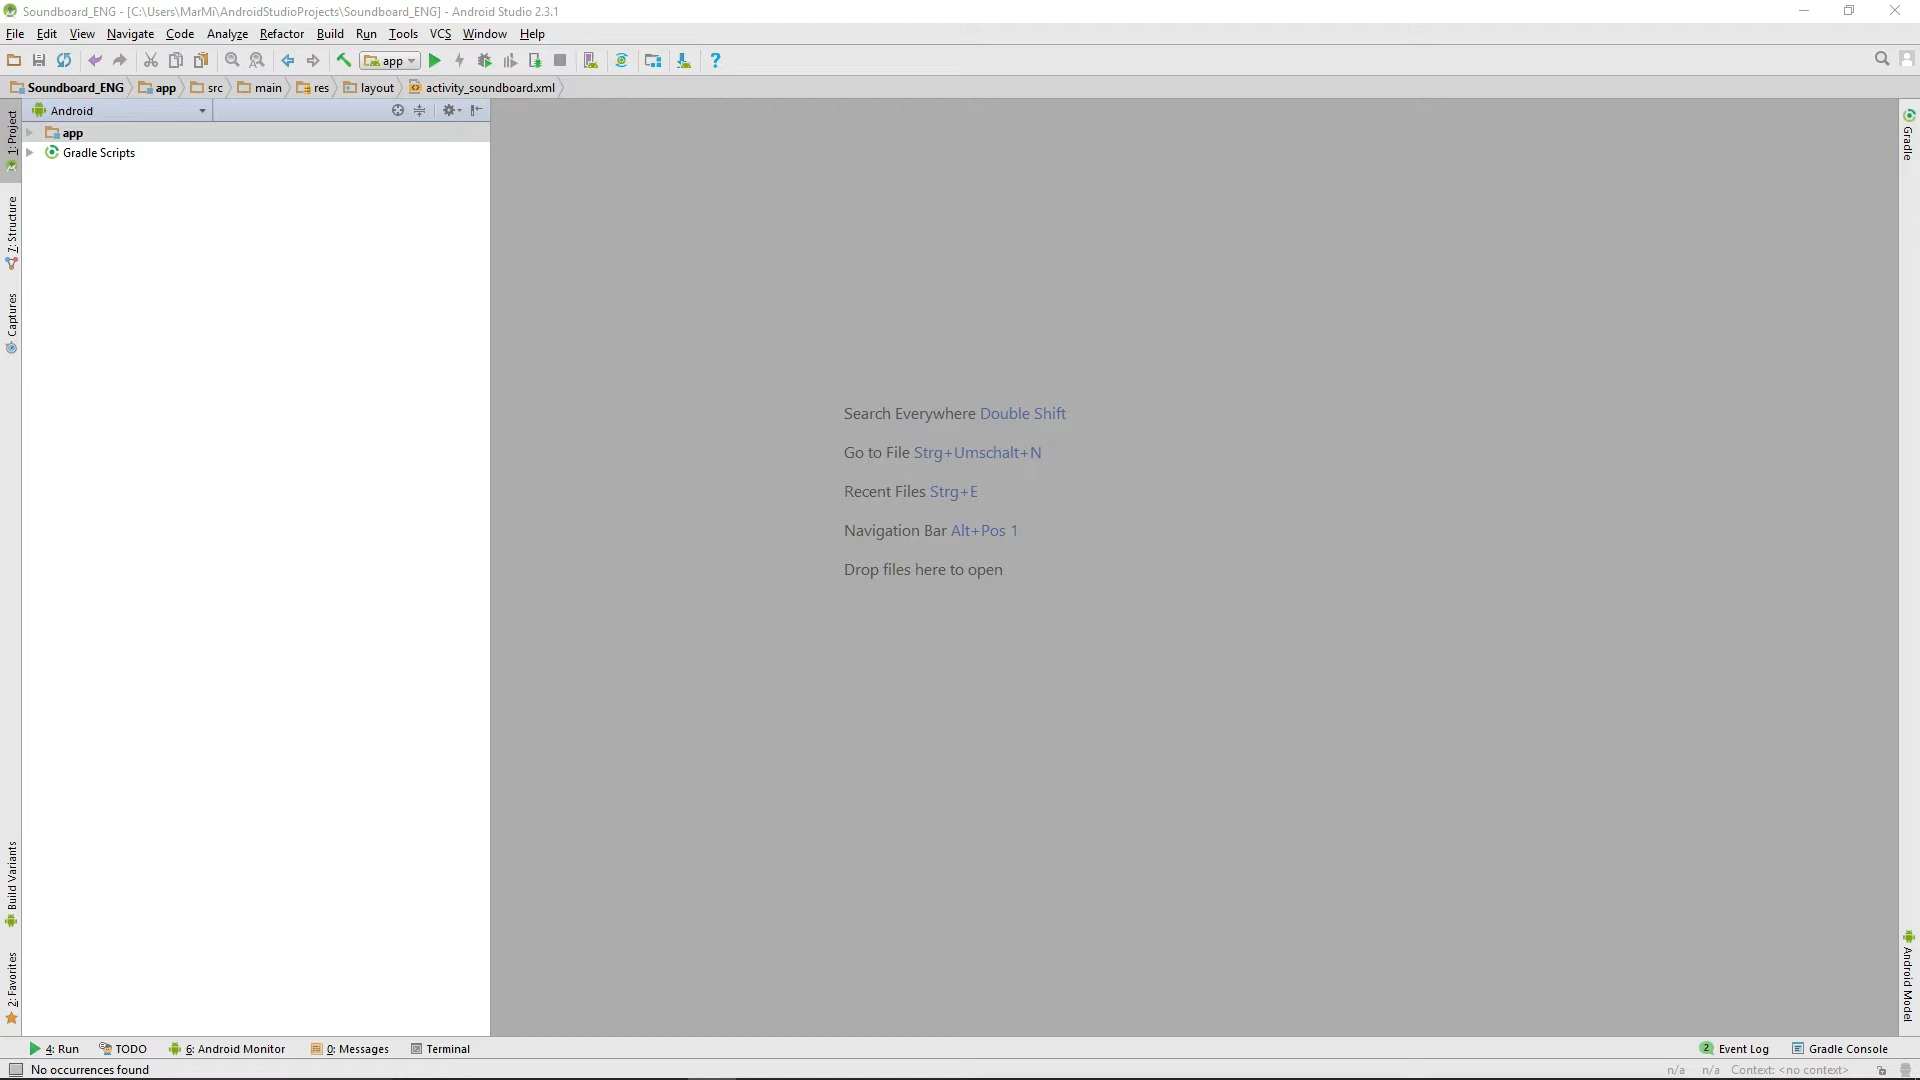 Soundboard_ENG - [C:\Users\MarMi\AndroidStudioProjects\Soundboard_ENG] - Android Studio 2.3.1
File Edit View Navigate Code Analyze Refactor Build Run Tools VCS Window Help
app
Soundboard_ENG app src main res layout activity_soundboard.xml
Android
app
Gradle Scripts
1: Project
7: Structure
Captures
Build Variants
2: Favorites
Search Everywhere Double Shift
Go to File Strg+Umschalt+N
Recent Files Strg+E
Navigation Bar Alt+Pos 1
Drop files here to open
Gradle
Android Model
4: Run TODO 6: Android Monitor 0: Messages Terminal 2 Event Log Gradle Console
No occurrences found n/a n/a Context: <no context>